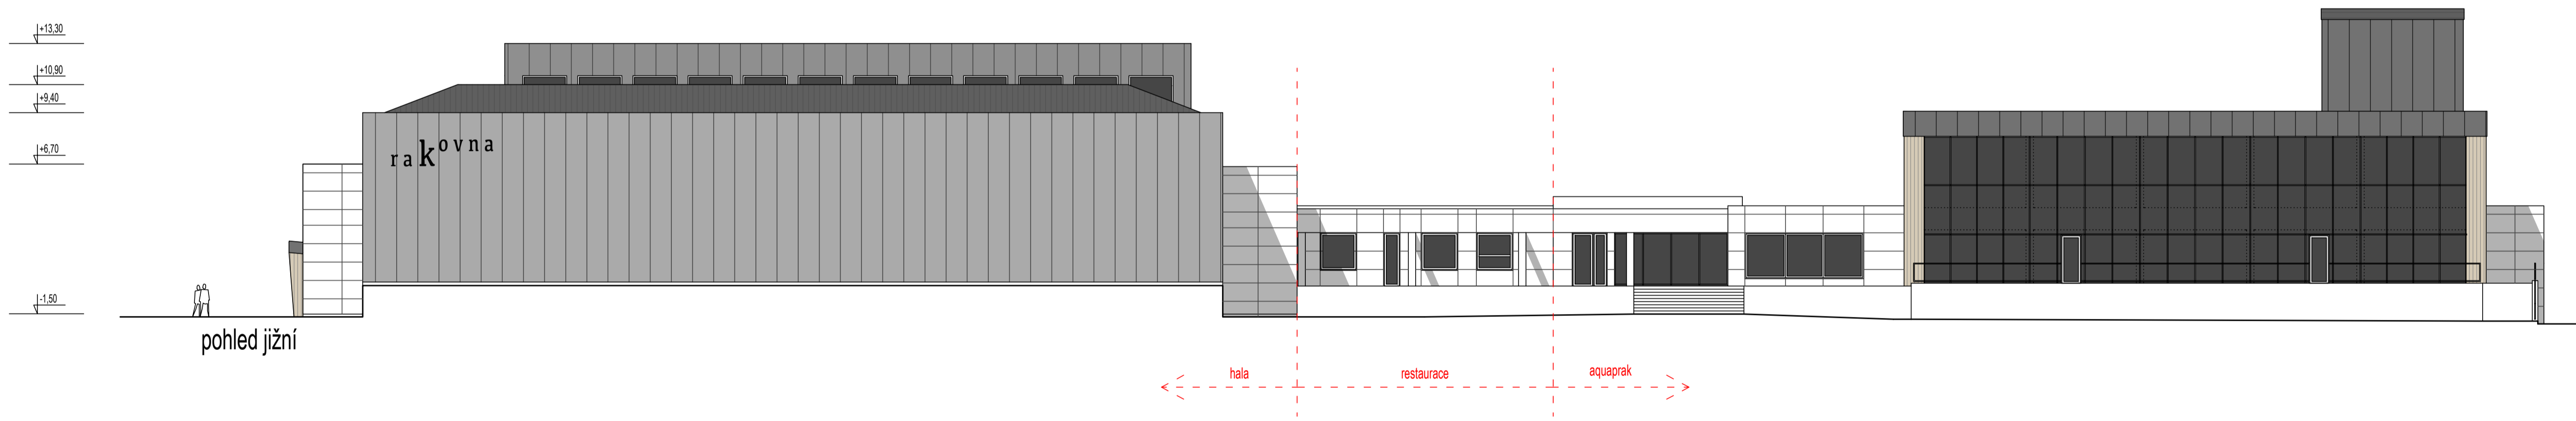 +13,30
+10,90
+9,40
+6,70
-1,50
rakovna
pohled jižní
hala
restaurace
aquaprak